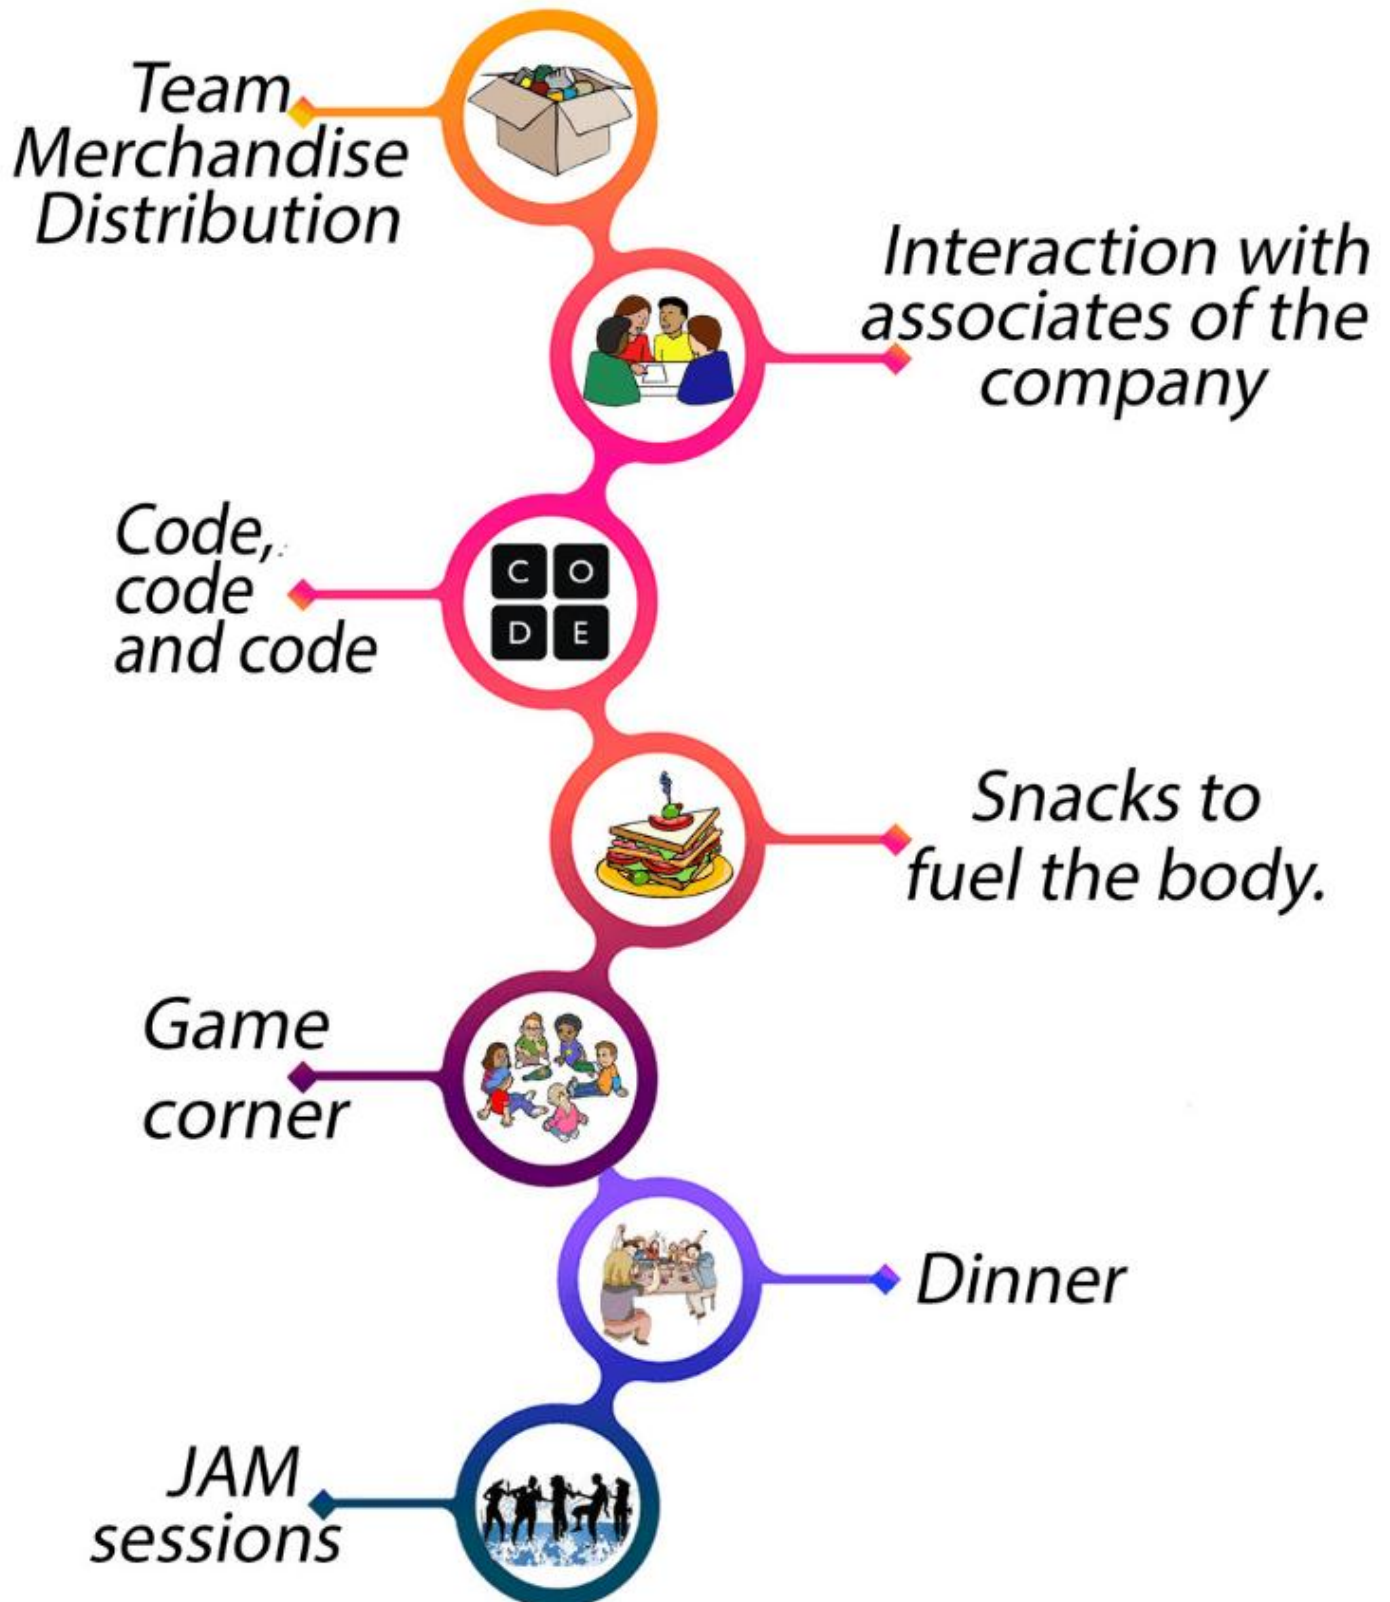 Team
Merchandise
Distribution
Interaction with
associates of the
company
Code,
code
and code
C O
D E
Snacks to
fuel the body.
Game
corner
Dinner
JAM
sessions